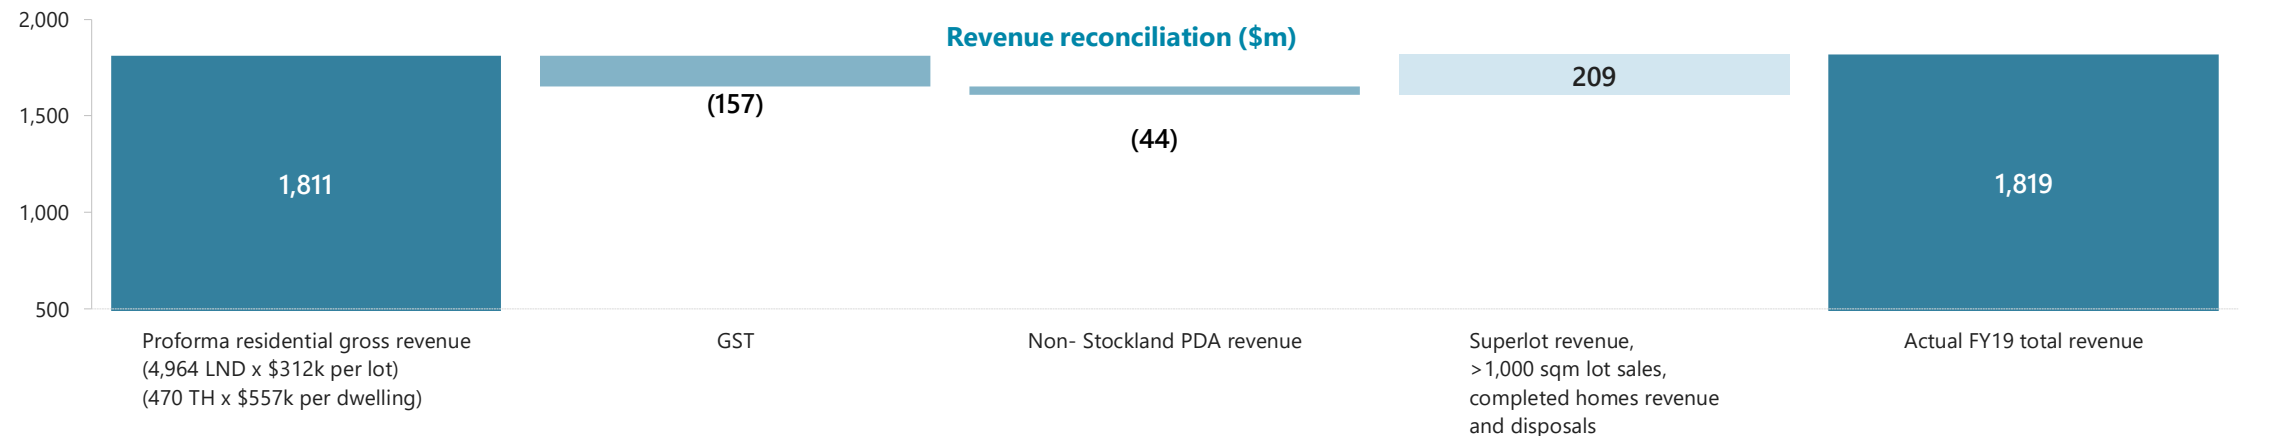 Revenue reconciliation ($m)
2,000
1,500
1,000
500
1,811
(157)
(44)
209
1,819
Proforma residential gross revenue
(4,964 LND x $312k per lot)
(470 TH x $557k per dwelling)
GST
Non- Stockland PDA revenue
Superlot revenue,
>1,000 sqm lot sales,
completed homes revenue
and disposals
Actual FY19 total revenue